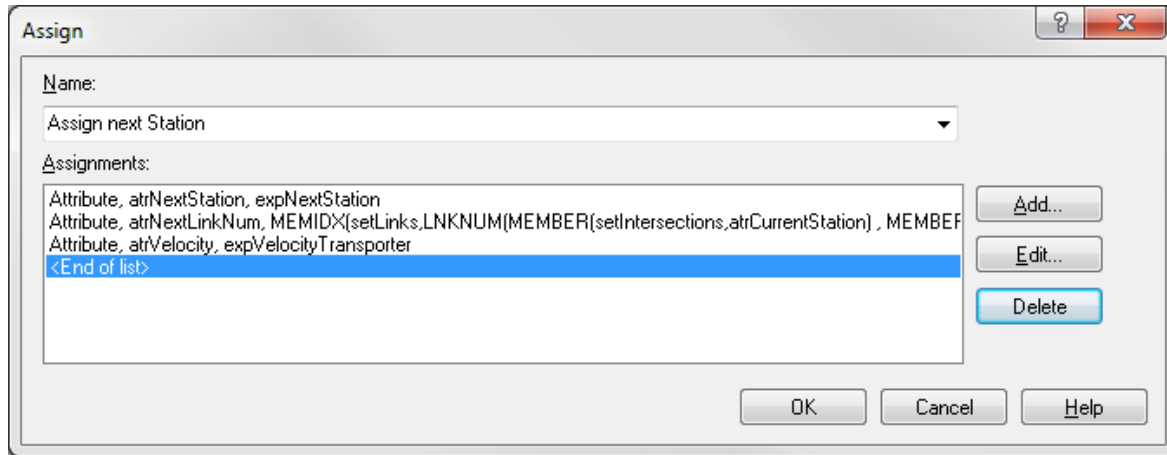 Assign
Name:
Assign next Station
Assignments:
Attribute, atrNextStation, expNextStation
Attribute, atrNextLinkNum, MEMIDX(setLinks,LNKNUM(MEMBER(setIntersections,atrCurrentStation) , MEMBER
Attribute, atrVelocity, expVelocityTransporter
<End of list>
Add...
Edit...
Delete
OK
Cancel
Help